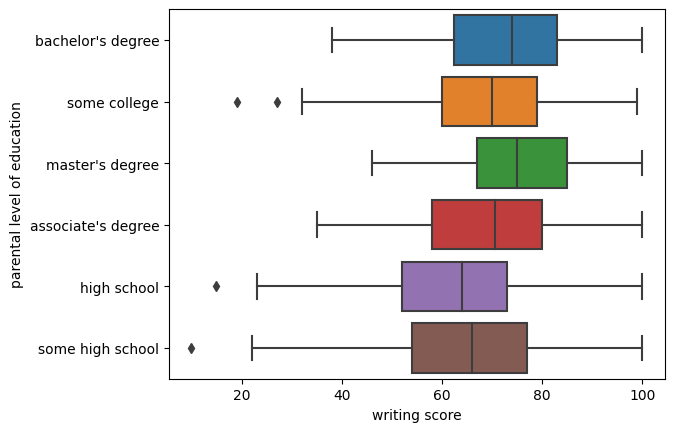 parental level of education
bachelor's degree
some college
master's degree
associate's degree
high school
some high school
20 40 60 80 100
writing score